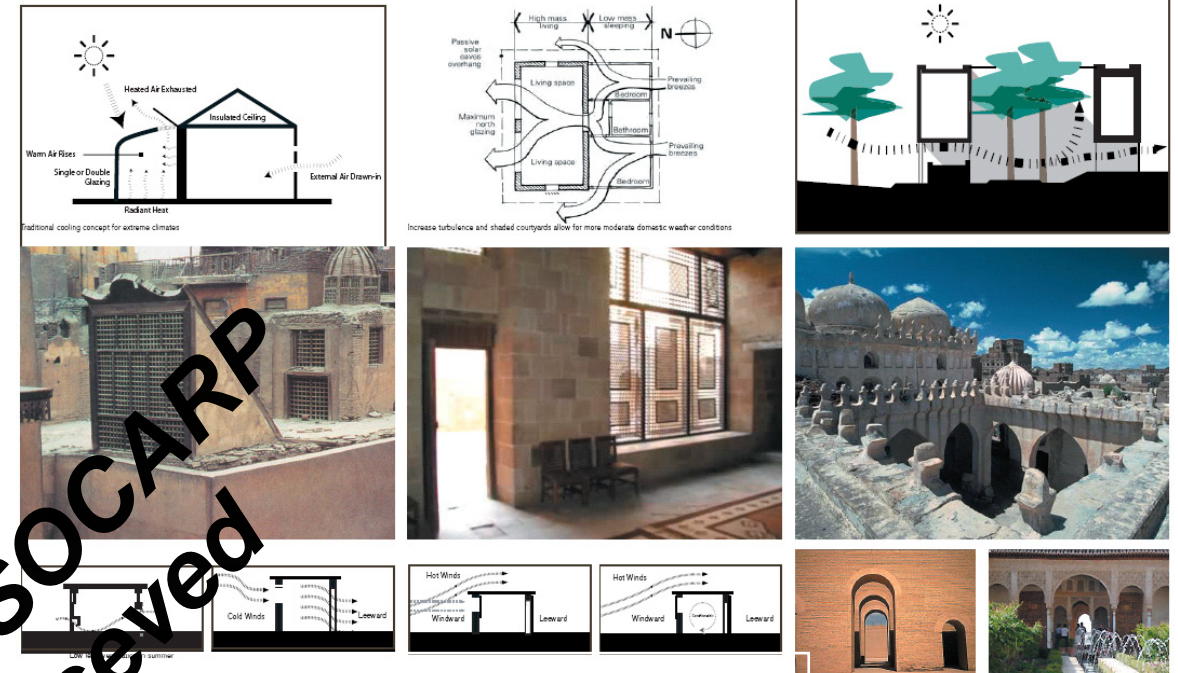 Heated Air Exhausted
Insulated Ceiling
Warm Air Rises
Single or Double
Glazing
External Air Drawn-in
Radiant Heat
Traditional cooling concept for extreme climates
High mass
living
Low mass
sleeping
N
Passive
solar
eaves
overhang
Living space
Prevailing
breezes
Bedroom
Maximum
north
glazing
Bathroom
Prevailing
breezes
Living space
Bedroom
Increase turbulence and shaded courtyards allow for more moderate domestic weather conditions
SOCARP
served
Cold Winds
Leeward
Hot Winds
Windward
Leeward
Hot Winds
Windward
Leeward
Low
in summer